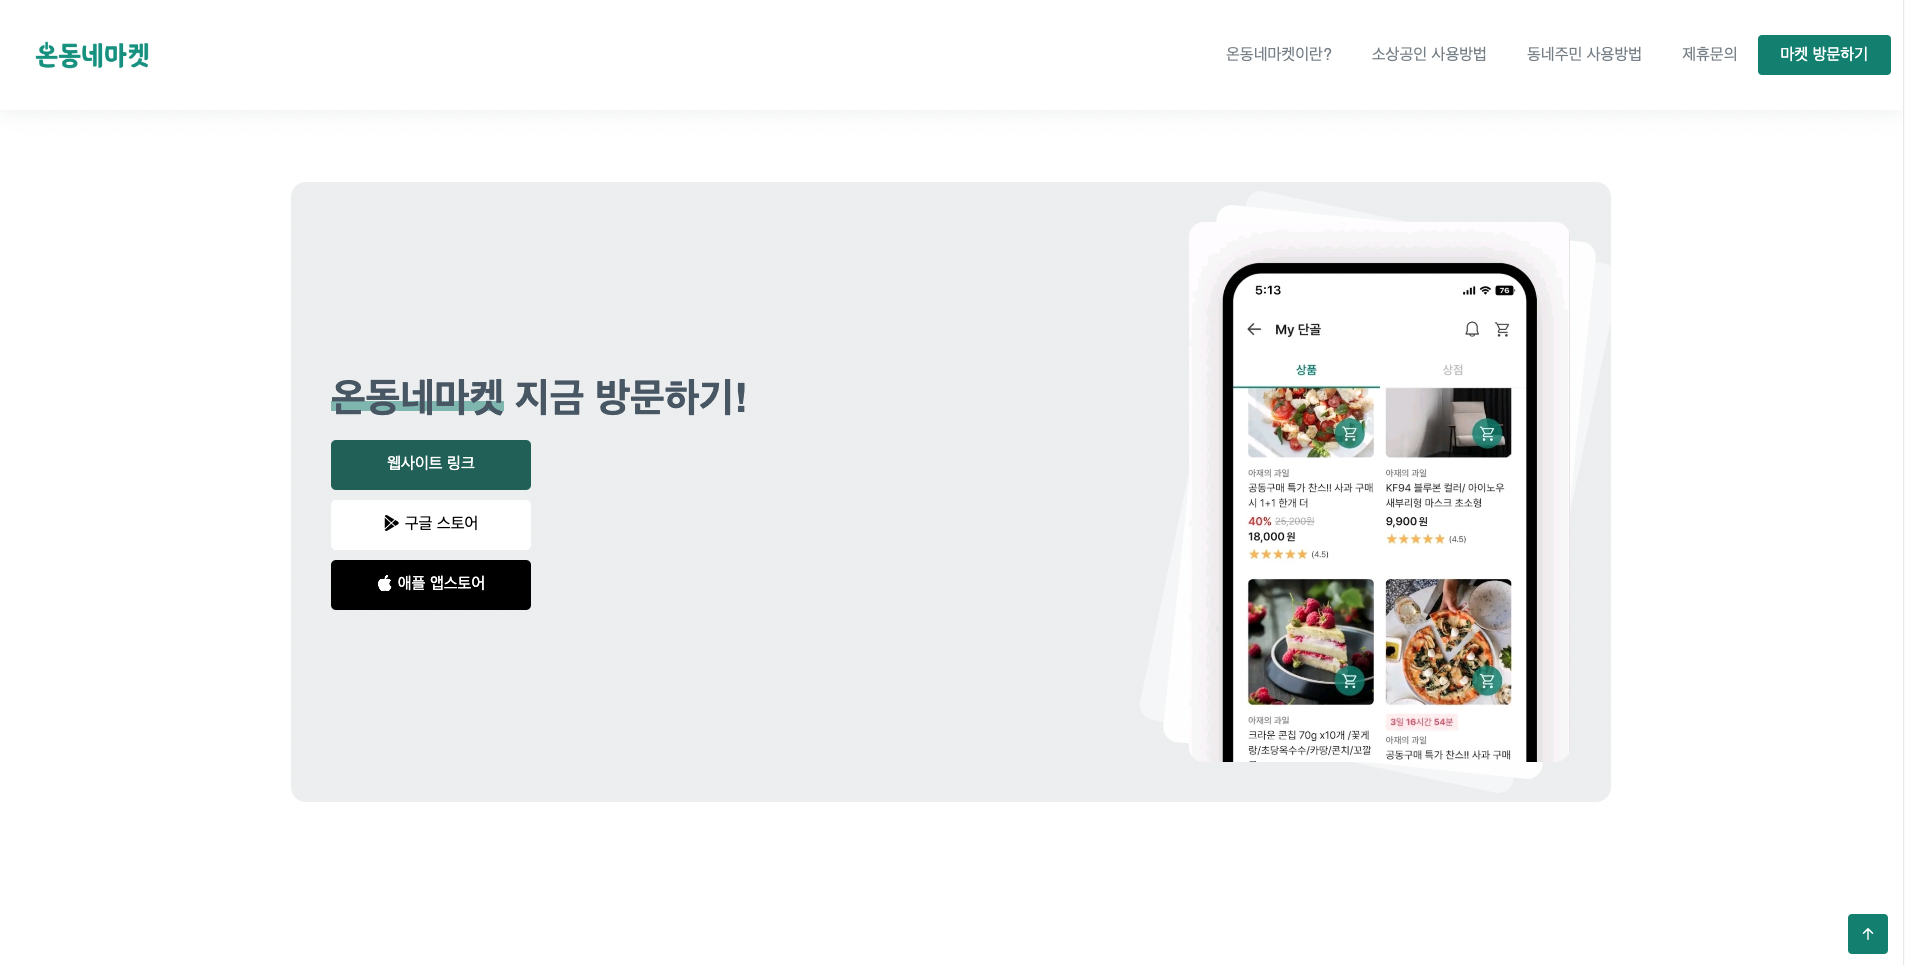 온동네마켓
온동네마켓이란?
소상공인 사용방법
동네주민 사용방법
제휴문의
마켓 방문하기
온동네마켓 지금 방문하기!
웹사이트 링크
구글 스토어
애플 앱스토어
5:13
76
My 단골
상품
상점
아재의 과일
공동구매 특가 찬스!! 사과 구매
시 1+1 한개 더
40% 25,200원
18,000 원
(4.5)
아재의 과일
KF94 블루본 컬러/ 아이노우
새부리형 마스크 초소형
9,900 원
(4.5)
아재의 과일
크라운 콘칩 70g x10개 /꽃게
랑/초당옥수수/카땅/콘치/꼬깔
3일 16시간 54분
아재의 과일
공동구매 특가 찬스!! 사과 구매